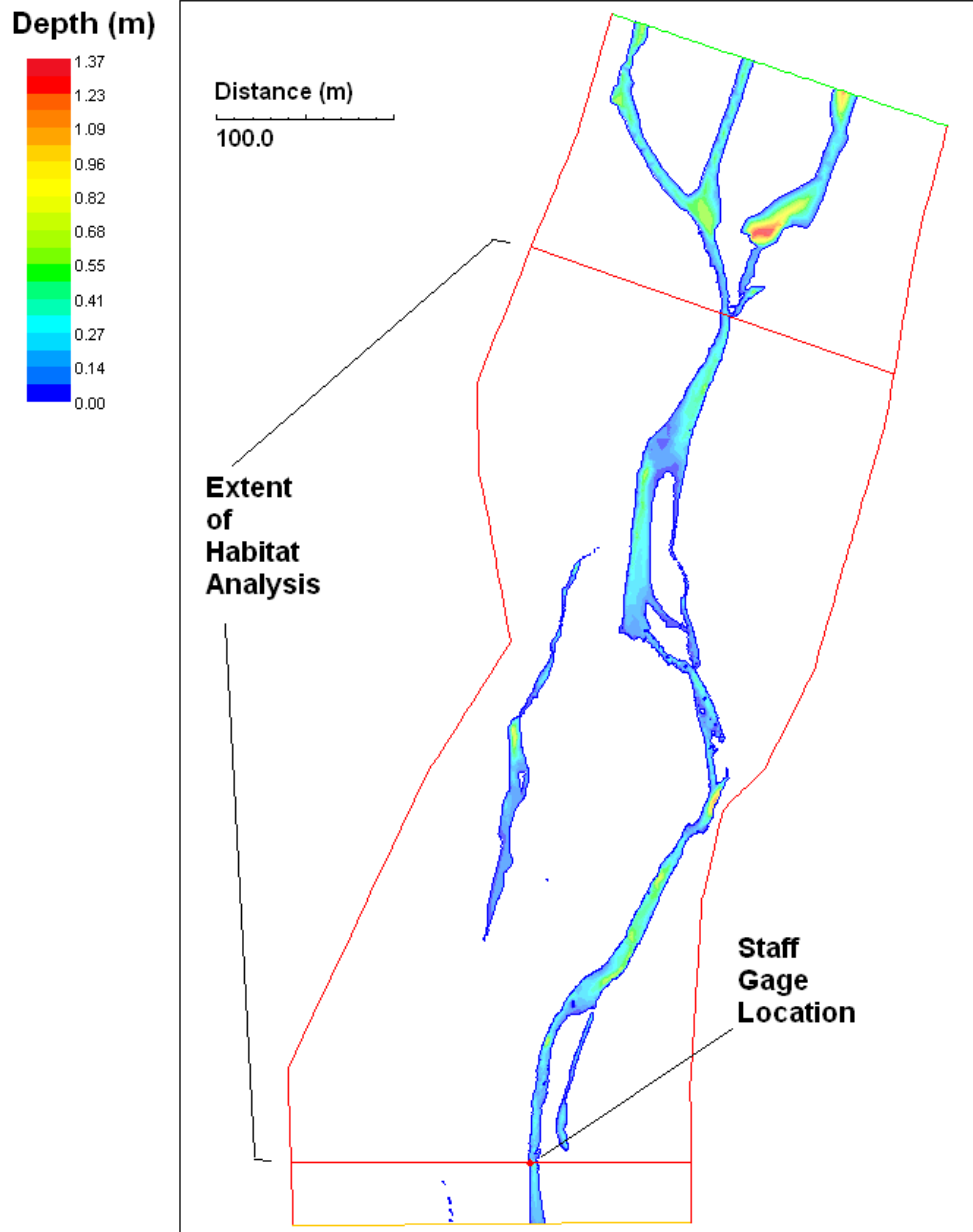 Depth (m)
1.37
1.23
1.09
0.96
0.82
0.68
0.55
0.41
0.27
0.14
0.00
Distance (m)
100.0
Extent
of
Habitat
Analysis
Staff
Gage
Location